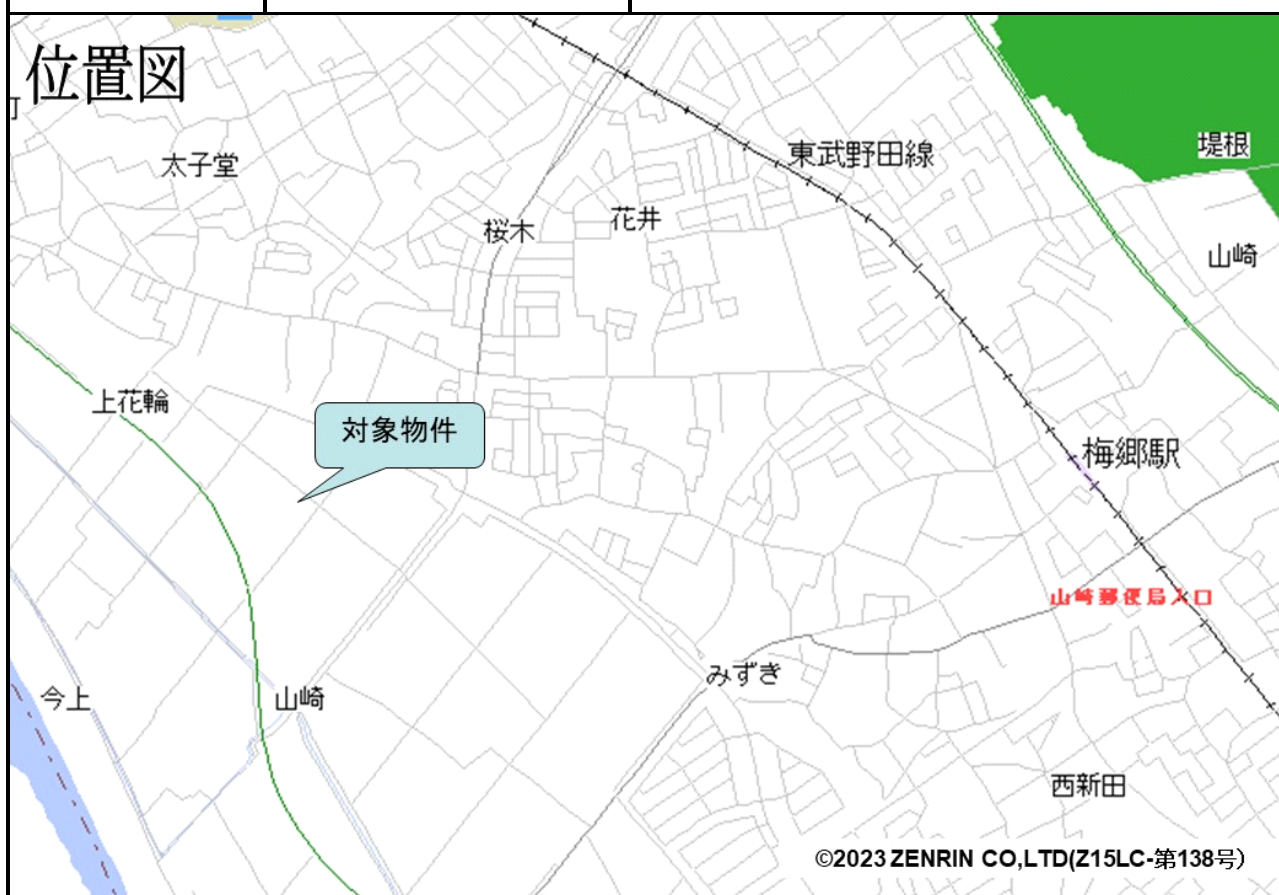 位置図
太子堂
東武野田線
堤根
桜木
花井
山崎
上花輪
対象物件
梅郷駅
山崎郵便局入口
みずき
今上
山崎
西新田
©2023 ZENRIN CO,LTD(Z15LC-第138号)